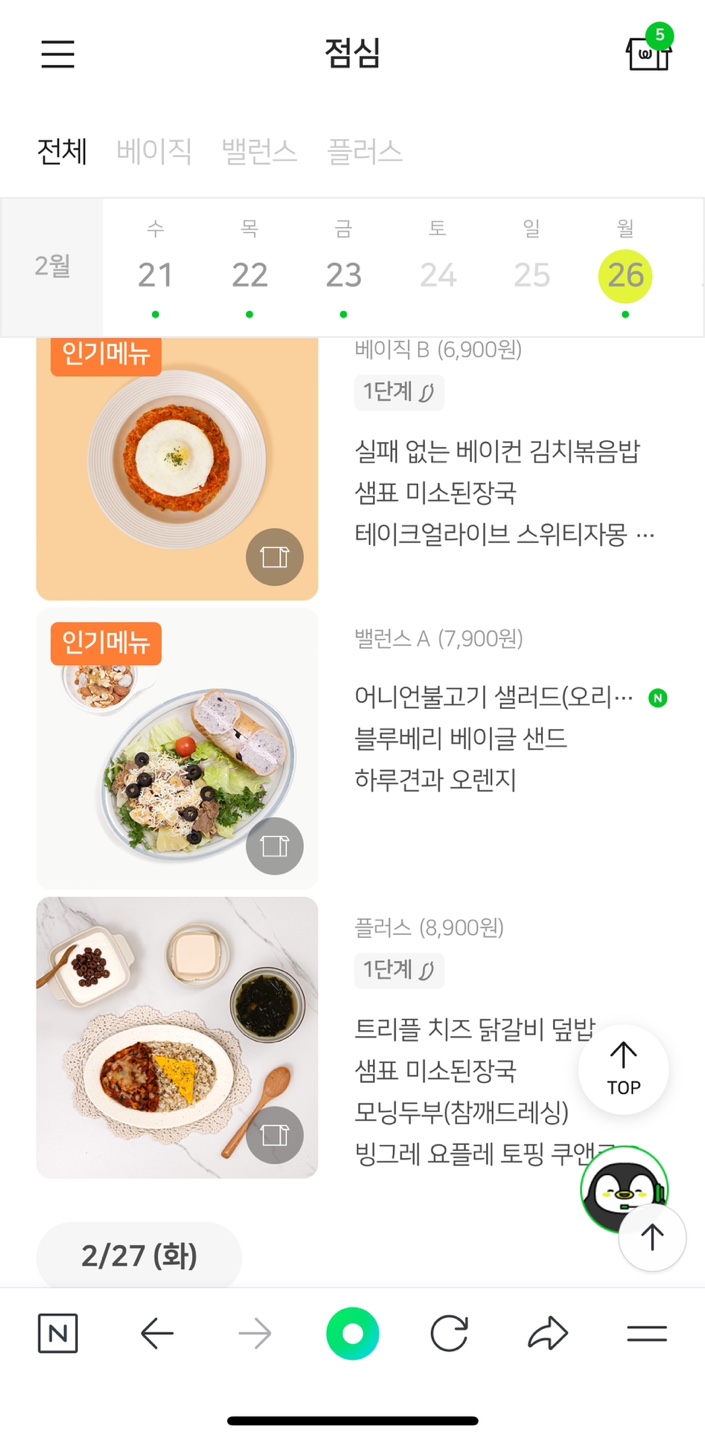 점심
5
전체 베이직 밸런스 플러스
2월
수 목 금 토 일 월
21 22 23 24 25 26
인기메뉴
베이직 B (6,900원)
1단계
실패 없는 베이컨 김치볶음밥
샘표 미소된장국
테이크얼라이브 스위티자몽 ···
인기메뉴
밸런스 A (7,900원)
어니언불고기 샐러드(오리··· N
블루베리 베이글 샌드
하루견과 오렌지
플러스 (8,900원)
1단계
트리플 치즈 닭갈비 덮밥
샘표 미소된장국
모닝두부(참깨드레싱)
빙그레 요플레 토핑 쿠앤
TOP
2/27 (화)
N